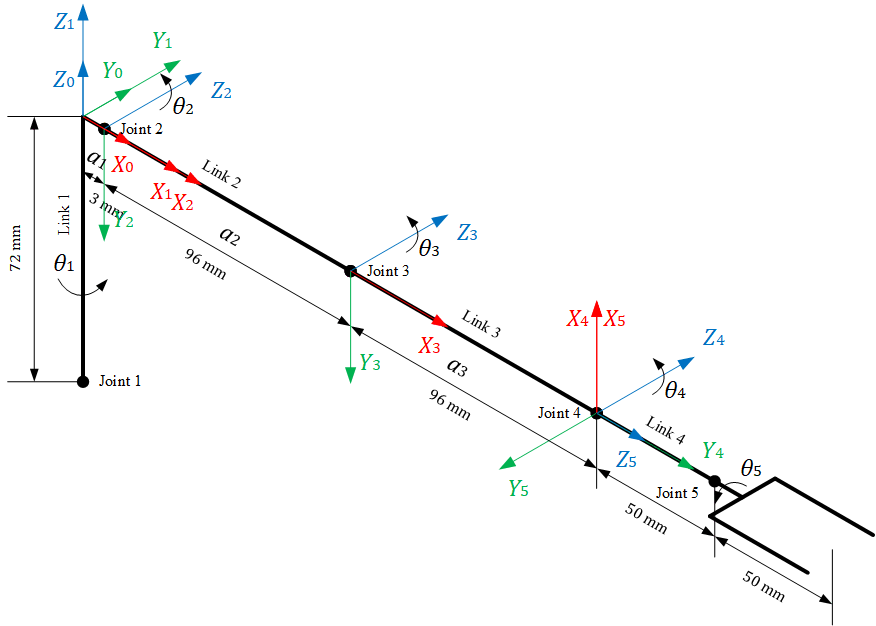 Z1
Y1
Z0
Y0
Z2
θ2
Joint 2
a1
X0
Link 2
X1
X2
3 mm
Y2
Link 1
72 mm
a2
θ3
Z3
θ1
96 mm
Joint 3
Joint 1
Link 3
X4
X5
X3
Y3
a3
Z4
θ4
96 mm
Joint 4
Link 4
Z5
Y4
Y5
θ5
Joint 5
50 mm
50 mm